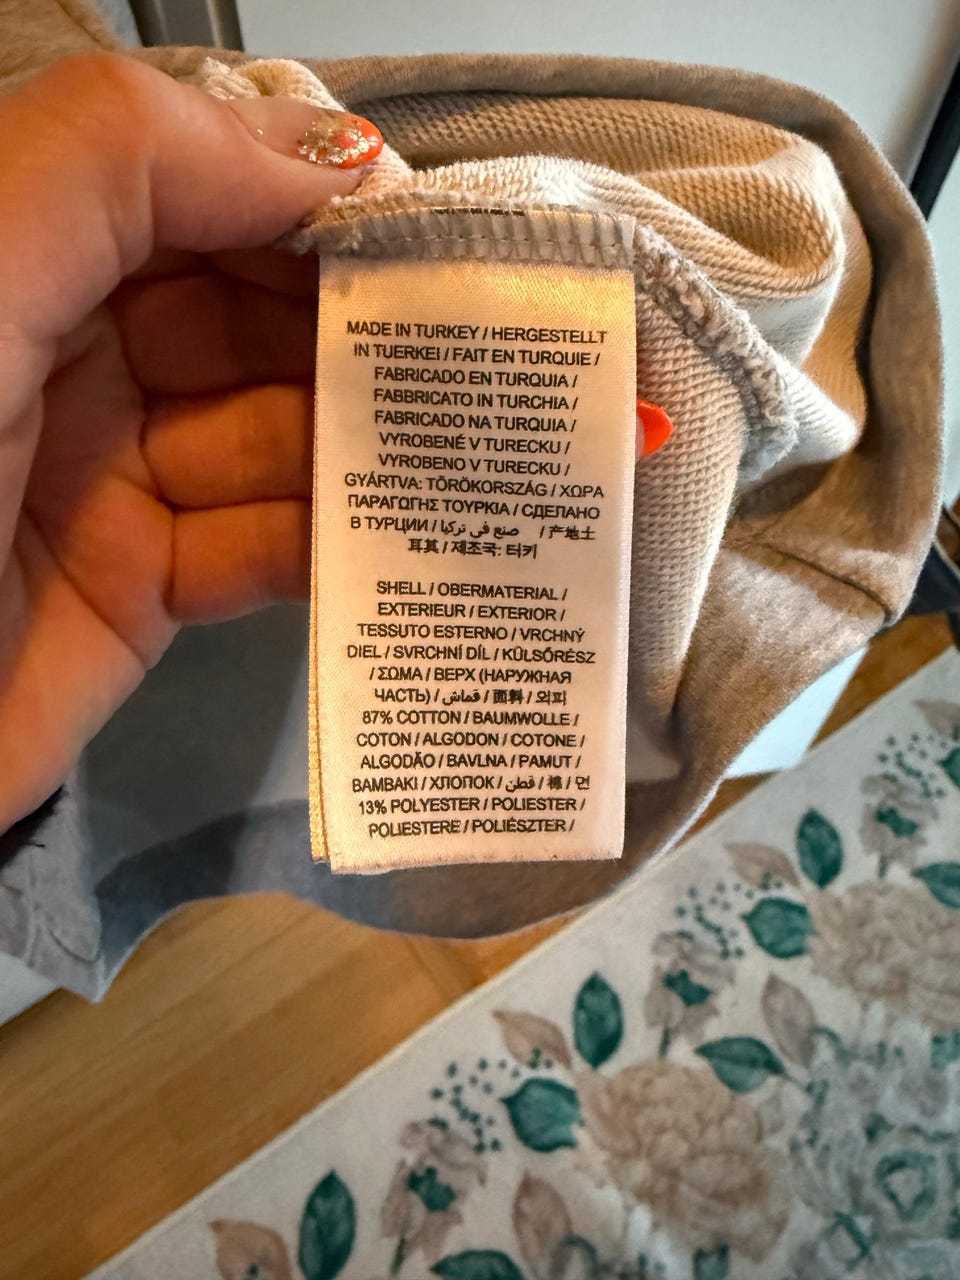 MADE IN TURKEY / HERGESTELLT
IN TUERKEI / FAIT EN TURQUIE /
FABRICADO EN TURQUIA /
FABBRICATO IN TURCHIA /
FABRICADO NA TURQUIA /
VYROBENÉ V TURECKU /
VYROBENO V TURECKU /
GYÁRTVA: TÖRÖKORSZÁG / ΧΩΡΑ
ΠΑΡΑΓΩΓΗΣ ΤΟΥΡΚΙΑ / СДЕЛАНО
В ТУРЦИИ / صنع في تركيا / 产地土
耳其 / 제조국: 터키
SHELL / OBERMATERIAL /
EXTERIEUR / EXTERIOR /
TESSUTO ESTERNO / VRCHNÝ
DIEL / SVRCHNÍ DÍL / KÜLSŐRÉSZ
/ ΣΩΜΑ / ВЕРХ (НАРУЖНАЯ
ЧАСТЬ) / قماش / 面料 / 외피
87% COTTON / BAUMWOLLE /
COTON / ALGODON / COTONE /
ALGODÃO / BAVLNA / PAMUT /
ΒΑΜΒΑΚΙ / ХЛОПОК / قطن / 棉 / 면
13% POLYESTER / POLIESTER /
POLIESTERE / POLIÉSZTER /